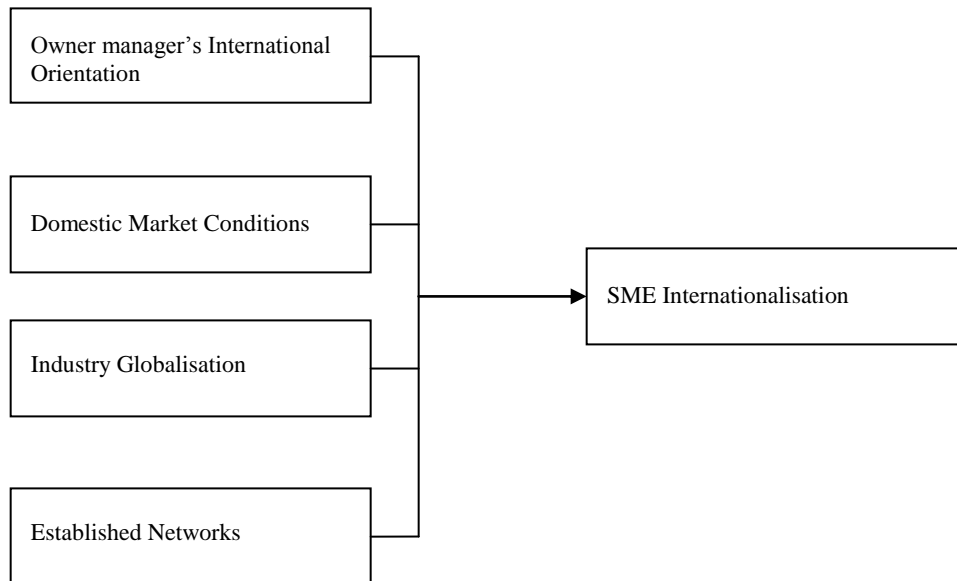 Owner manager’s International
Orientation
Domestic Market Conditions
SME Internationalisation
Industry Globalisation
Established Networks